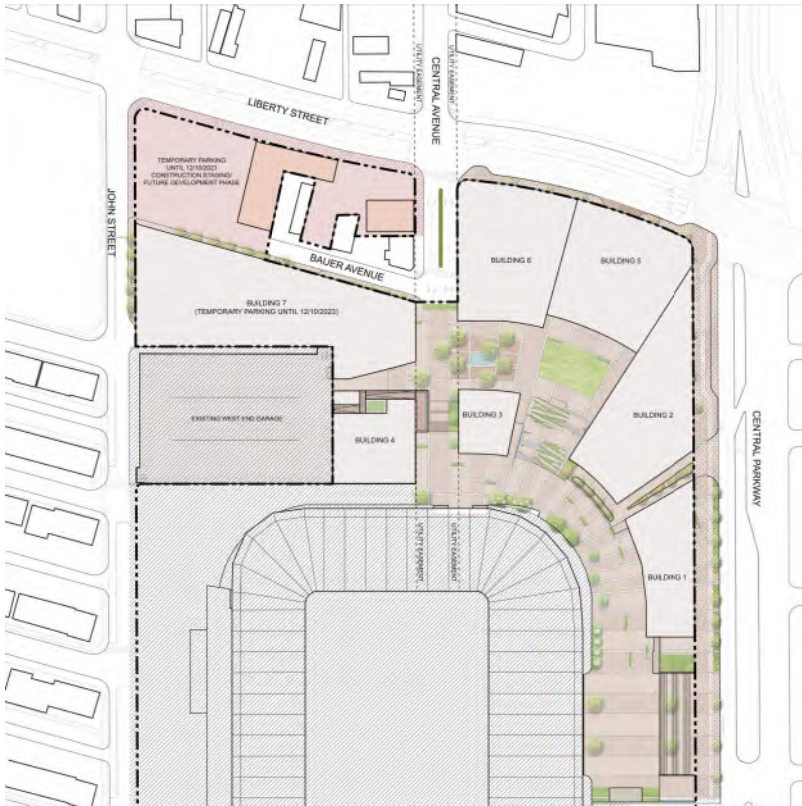 UTILITY EASEMENT
CENTRAL AVENUE
UTILITY EASEMENT
LIBERTY STREET
TEMPORARY PARKING
UNTIL 12/10/2023
CONSTRUCTION STAGING/
FUTURE DEVELOPMENT PHASE
JOHN STREET
BAUER AVENUE
BUILDING 6
BUILDING 5
BUILDING 7
(TEMPORARY PARKING UNTIL 12/10/2023)
EXISTING WEST END GARAGE
BUILDING 4
BUILDING 3
BUILDING 2
CENTRAL PARKWAY
UTILITY EASEMENT
UTILITY EASEMENT
BUILDING 1